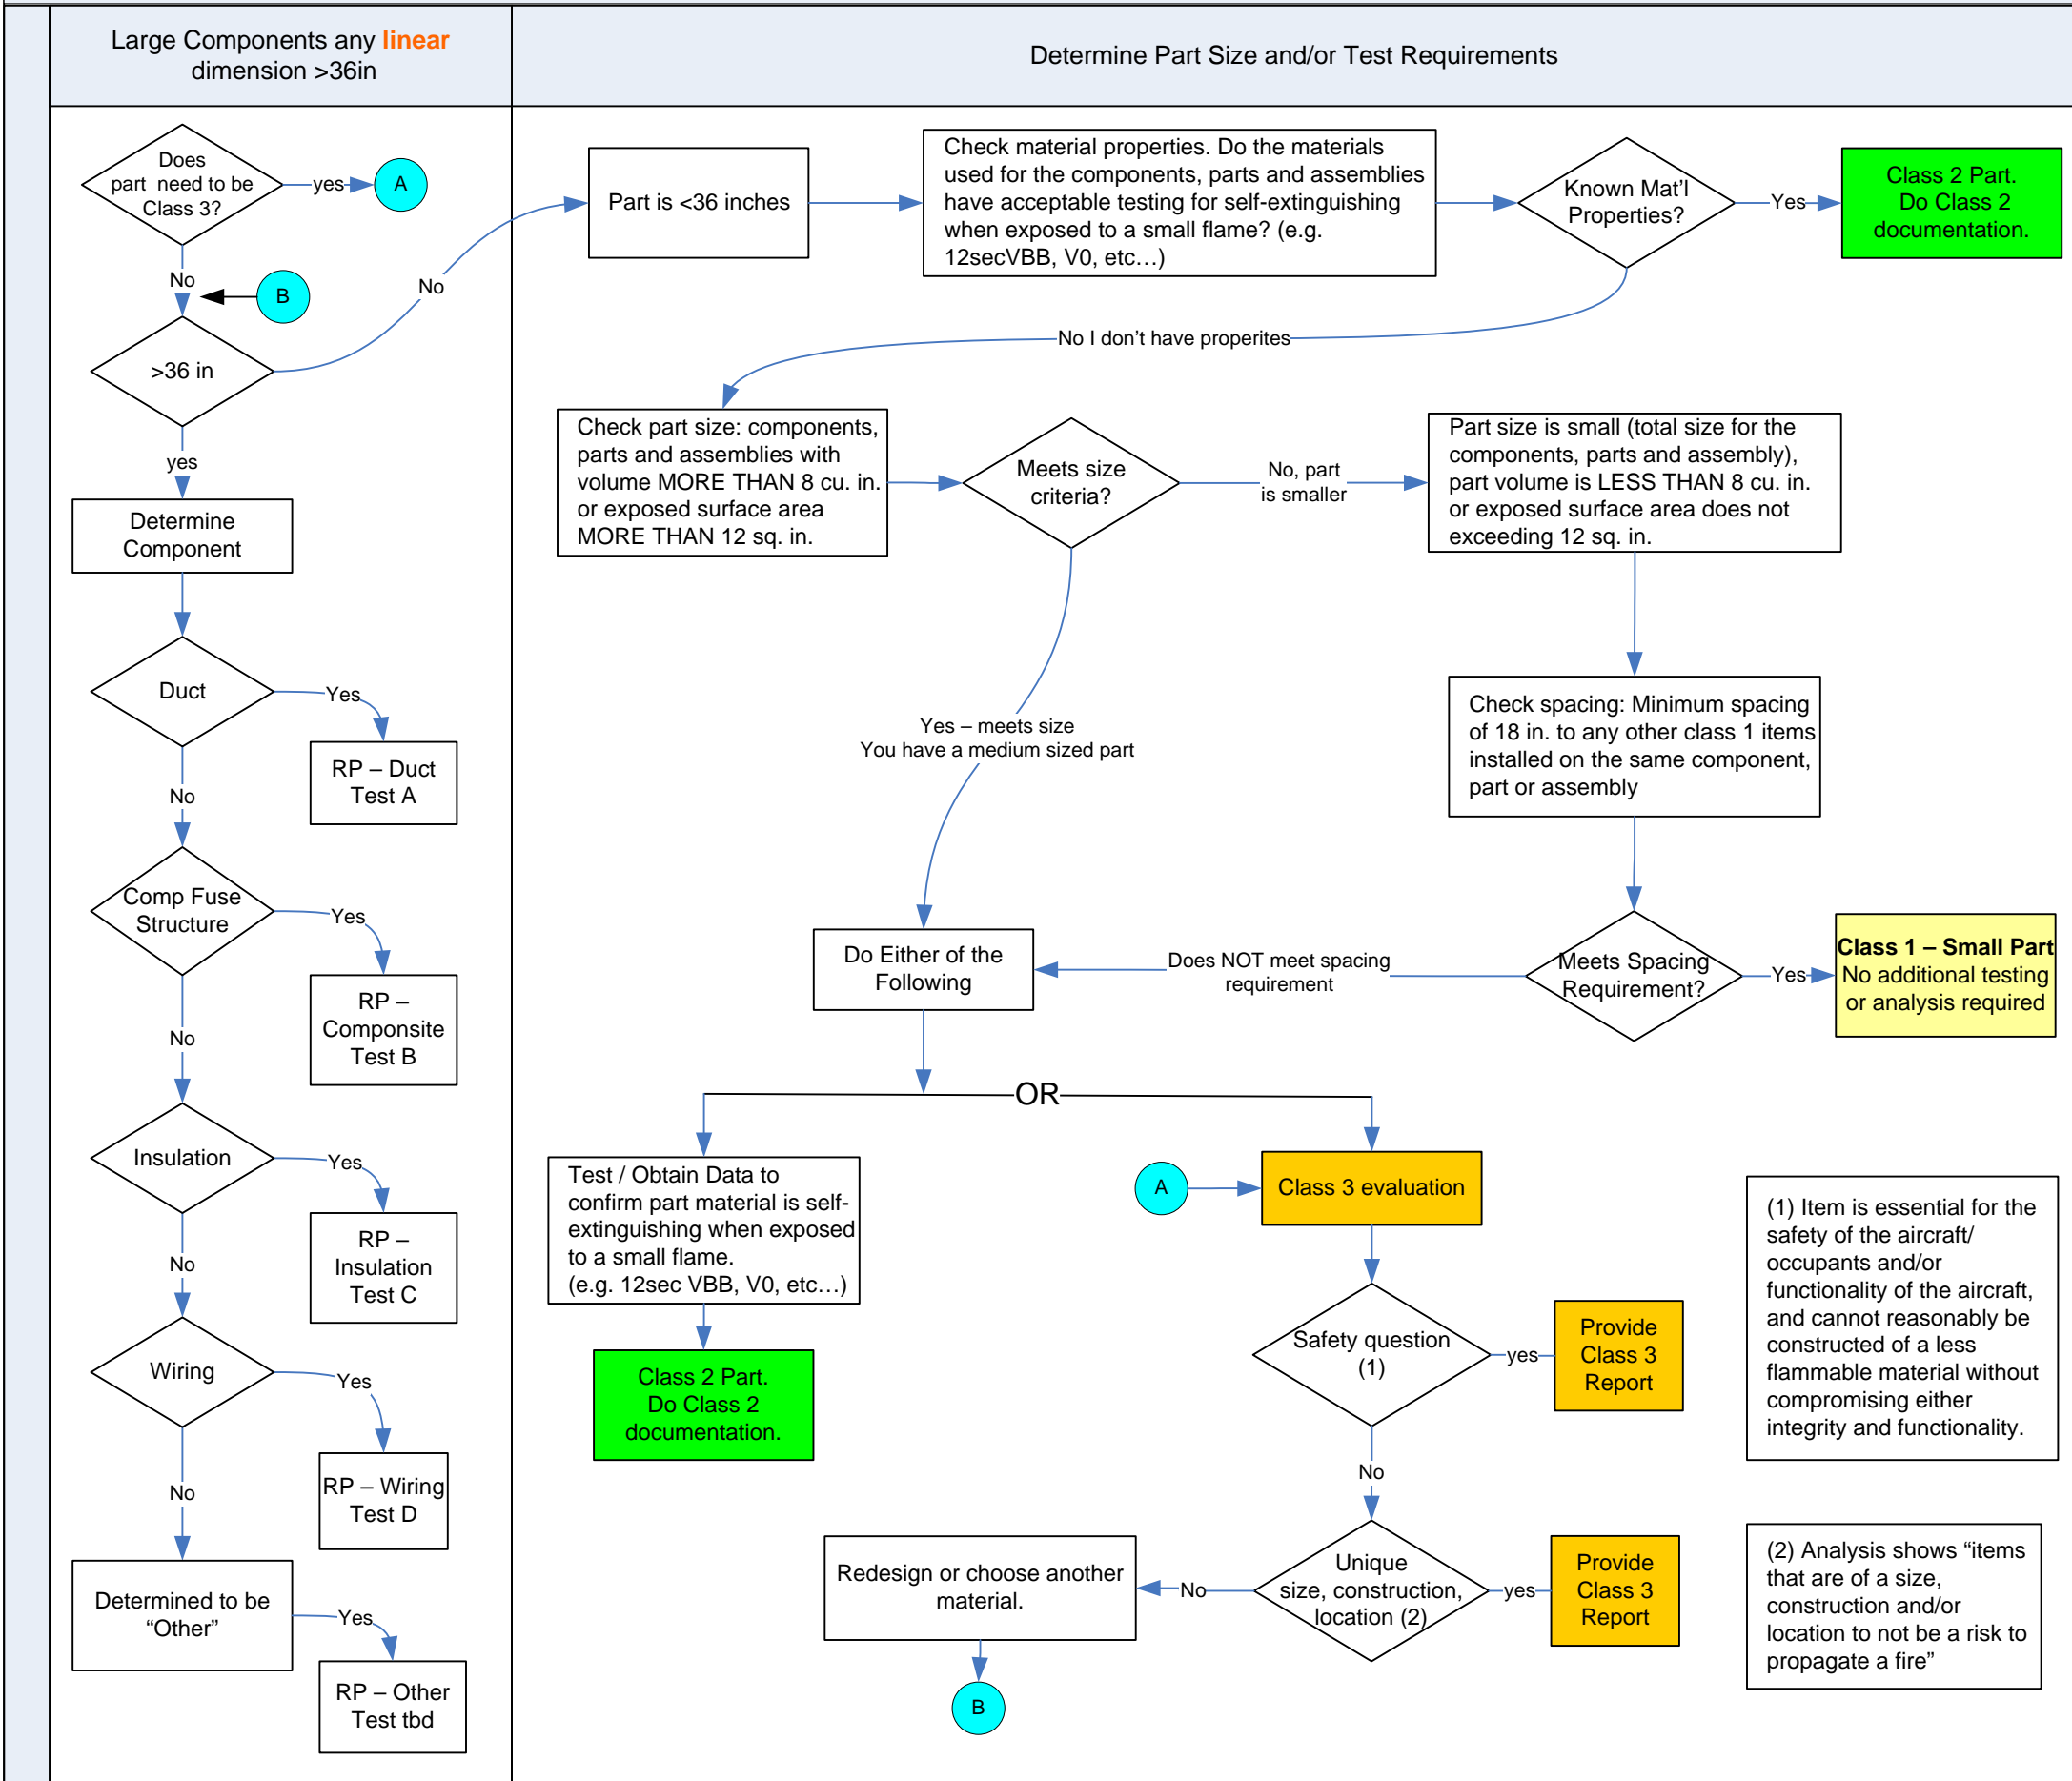 Large Components any linear
dimension >36in
Determine Part Size and/or Test Requirements
Does
part need to be
Class 3?
yes
A
No
B
>36 in
No
yes
Determine
Component
Duct
Yes
RP – Duct
Test A
No
Comp Fuse
Structure
Yes
RP –
Componsite
Test B
No
Insulation
Yes
RP –
Insulation
Test C
No
Wiring
Yes
RP – Wiring
Test D
No
Determined to be
“Other”
Yes
RP – Other
Test tbd
Part is <36 inches
Check material properties. Do the materials
used for the components, parts and assemblies
have acceptable testing for self-extinguishing
when exposed to a small flame? (e.g.
12secVBB, V0, etc…)
Known Mat’l
Properties?
Yes
Class 2 Part.
Do Class 2
documentation.
No I don’t have properites
Check part size: components,
parts and assemblies with
volume MORE THAN 8 cu. in.
or exposed surface area
MORE THAN 12 sq. in.
Meets size
criteria?
No, part
is smaller
Part size is small (total size for the
components, parts and assembly),
part volume is LESS THAN 8 cu. in.
or exposed surface area does not
exceeding 12 sq. in.
Yes – meets size
You have a medium sized part
Check spacing: Minimum spacing
of 18 in. to any other class 1 items
installed on the same component,
part or assembly
Do Either of the
Following
Does NOT meet spacing
requirement
Meets Spacing
Requirement?
Yes
Class 1 – Small Part
No additional testing
or analysis required
OR
Test / Obtain Data to
confirm part material is self-
extinguishing when exposed
to a small flame.
(e.g. 12sec VBB, V0, etc…)
Class 2 Part.
Do Class 2
documentation.
A
Class 3 evaluation
Safety question
(1)
yes
Provide
Class 3
Report
No
Unique
size, construction,
location (2)
yes
Provide
Class 3
Report
No
Redesign or choose another
material.
B
(1) Item is essential for the
safety of the aircraft/
occupants and/or
functionality of the aircraft,
and cannot reasonably be
constructed of a less
flammable material without
compromising either
integrity and functionality.
(2) Analysis shows “items
that are of a size,
construction and/or
location to not be a risk to
propagate a fire”